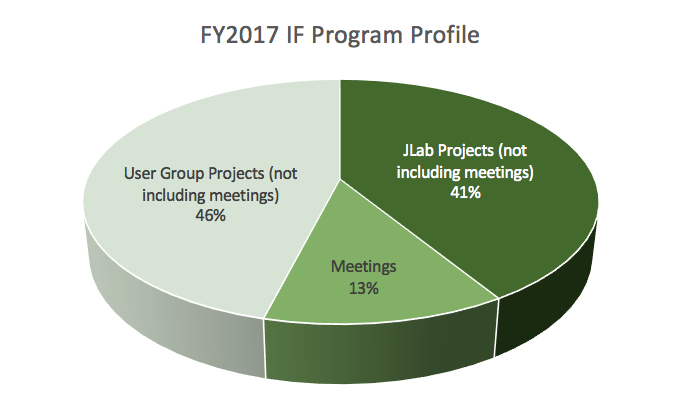 FY2017 IF Program Profile
JLab Projects (not
including meetings)
41%
User Group Projects (not
including meetings)
46%
Meetings
13%